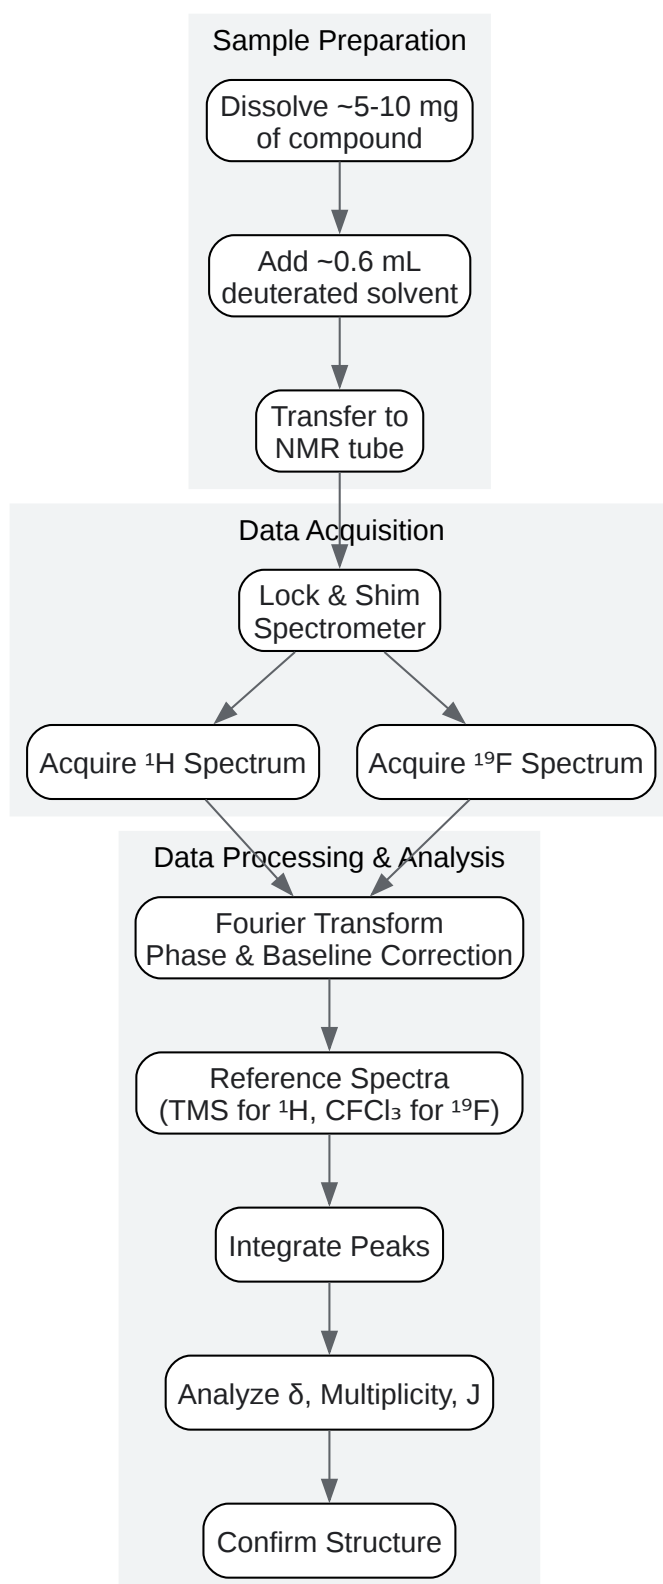 Sample Preparation
Dissolve ~5-10 mg
of compound
Add ~0.6 mL
deuterated solvent
Transfer to
NMR tube
Data Acquisition
Lock & Shim
Spectrometer
Acquire ¹H Spectrum
Acquire ¹⁹F Spectrum
Data Processing & Analysis
Fourier Transform
Phase & Baseline Correction
Reference Spectra
(TMS for ¹H, CFCl₃ for ¹⁹F)
Integrate Peaks
Analyze δ, Multiplicity, J
Confirm Structure